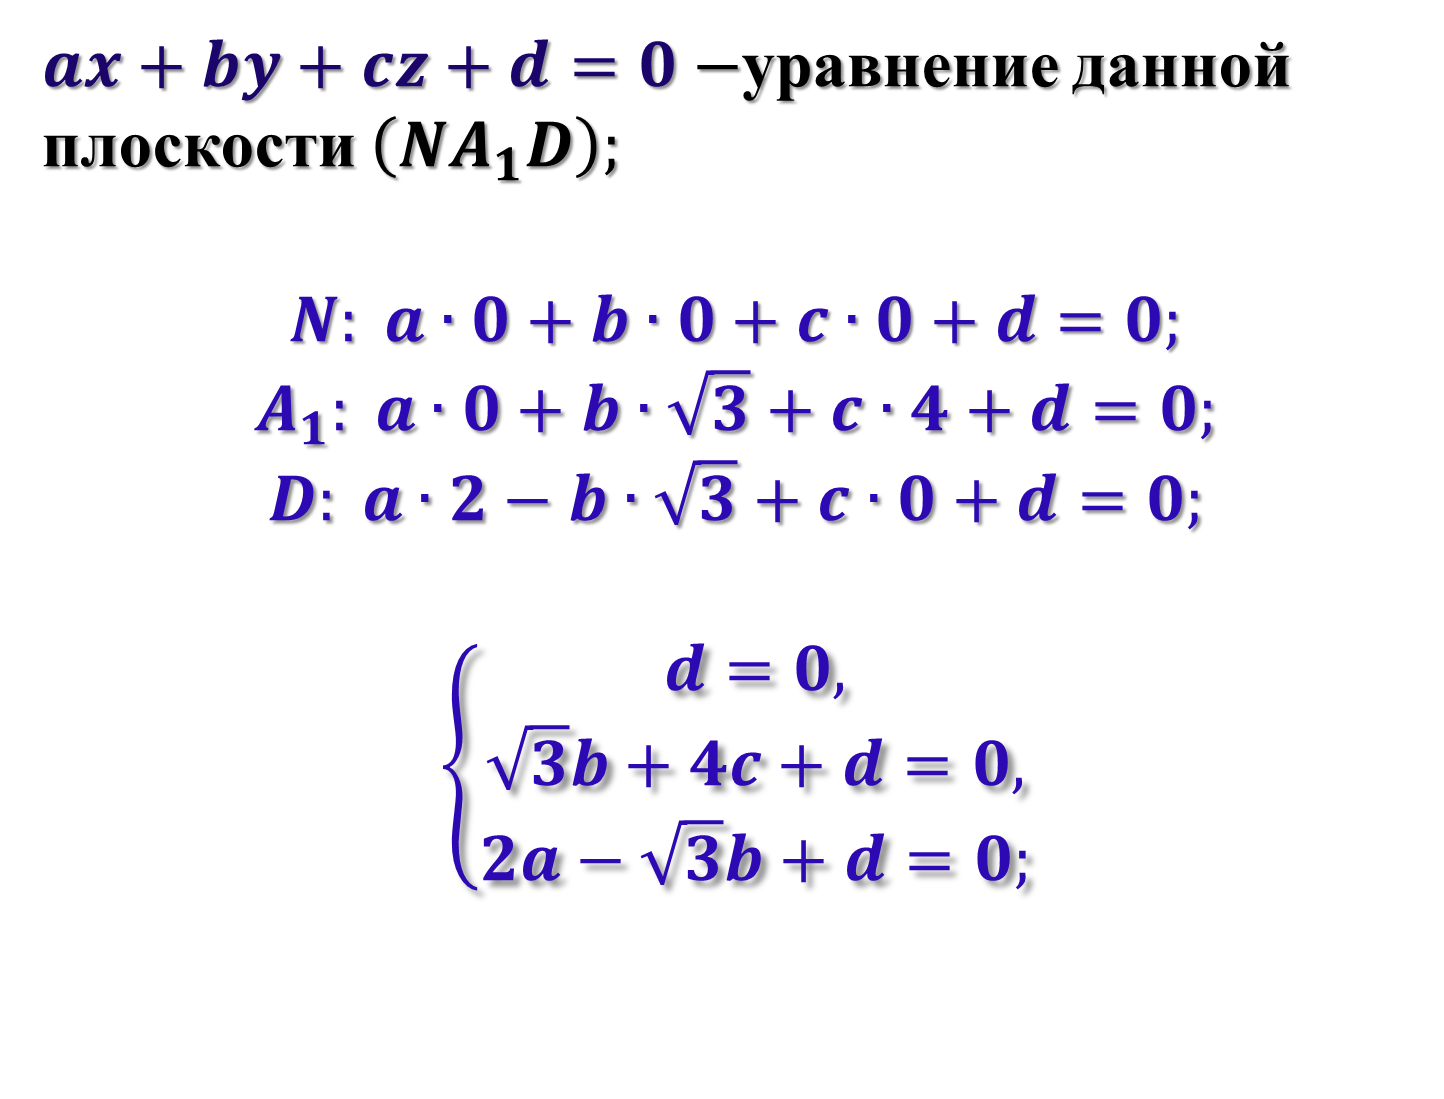 ax + by + cz + d = 0 −уравнение данной
плоскости (NA₁D);
N: a · 0 + b · 0 + c · 0 + d = 0;
A₁: a · 0 + b · √3 + c · 4 + d = 0;
D: a · 2 − b · √3 + c · 0 + d = 0;
{ d = 0,
√3b + 4c + d = 0,
2a − √3b + d = 0;